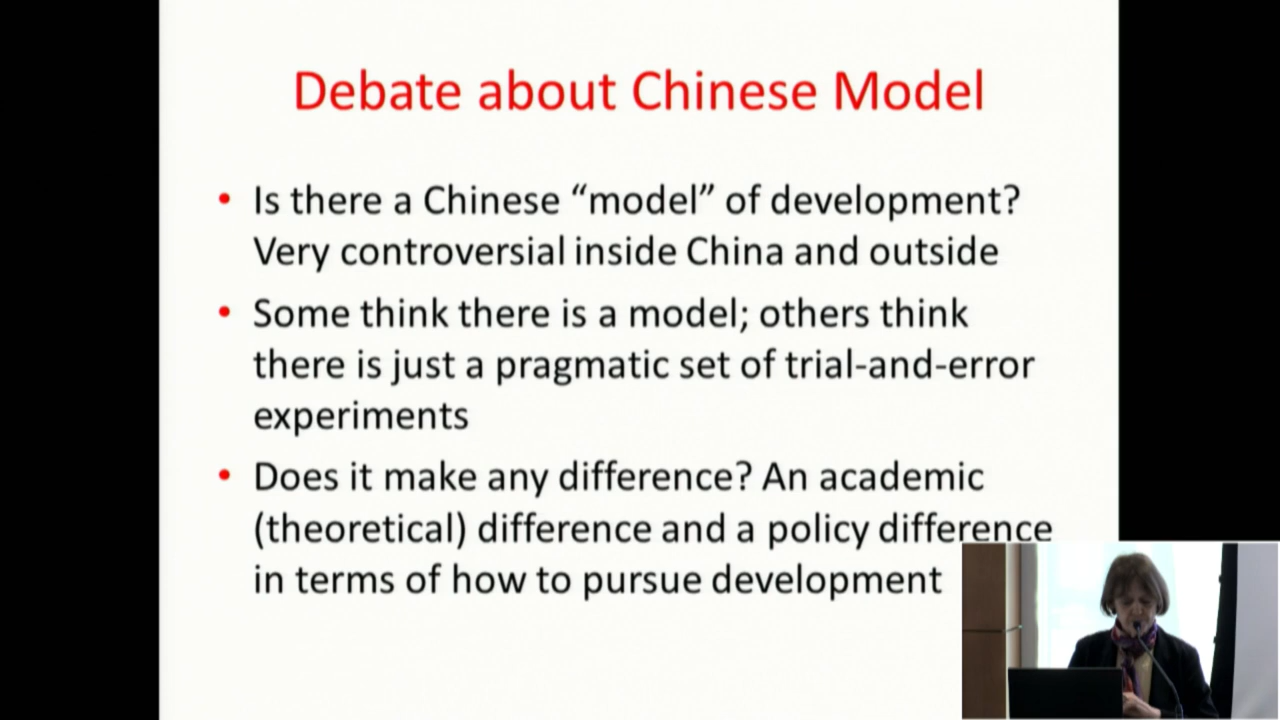 Debate about Chinese Model
• Is there a Chinese “model” of development?
Very controversial inside China and outside
• Some think there is a model; others think
there is just a pragmatic set of trial-and-error
experiments
• Does it make any difference? An academic
(theoretical) difference and a policy difference
in terms of how to pursue development